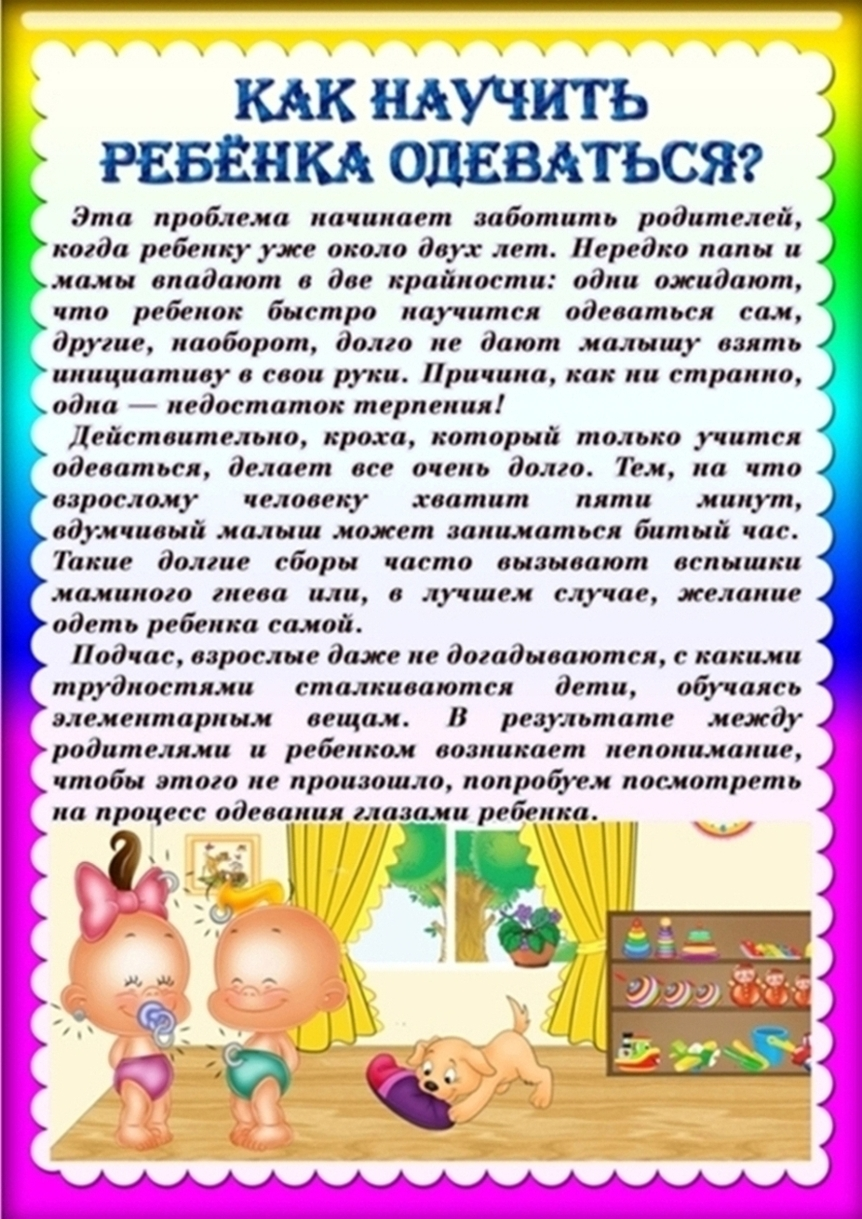 КАК НАУЧИТЬ
РЕБЁНКА ОДЕВАТЬСЯ?
Эта проблема начинает заботить родителей,
когда ребенку уже около двух лет. Нередко папы и
мамы впадают в две крайности: одни ожидают,
что ребенок быстро научится одеваться сам,
другие, наоборот, долго не дают малышу взять
инициативу в свои руки. Причина, как ни странно,
одна — недостаток терпения!
Действительно, кроха, который только учится
одеваться, делает все очень долго. Тем, на что
взрослому человеку хватит пяти минут,
вдумчивый малыш может заниматься битый час.
Такие долгие сборы часто вызывают вспышки
маминого гнева или, в лучшем случае, желание
одеть ребенка самой.
Подчас, взрослые даже не догадываются, с какими
трудностями сталкиваются дети, обучаясь
элементарным вещам. В результате между
родителями и ребенком возникает непонимание,
чтобы этого не произошло, попробуем посмотреть
на процесс одевания глазами ребенка.